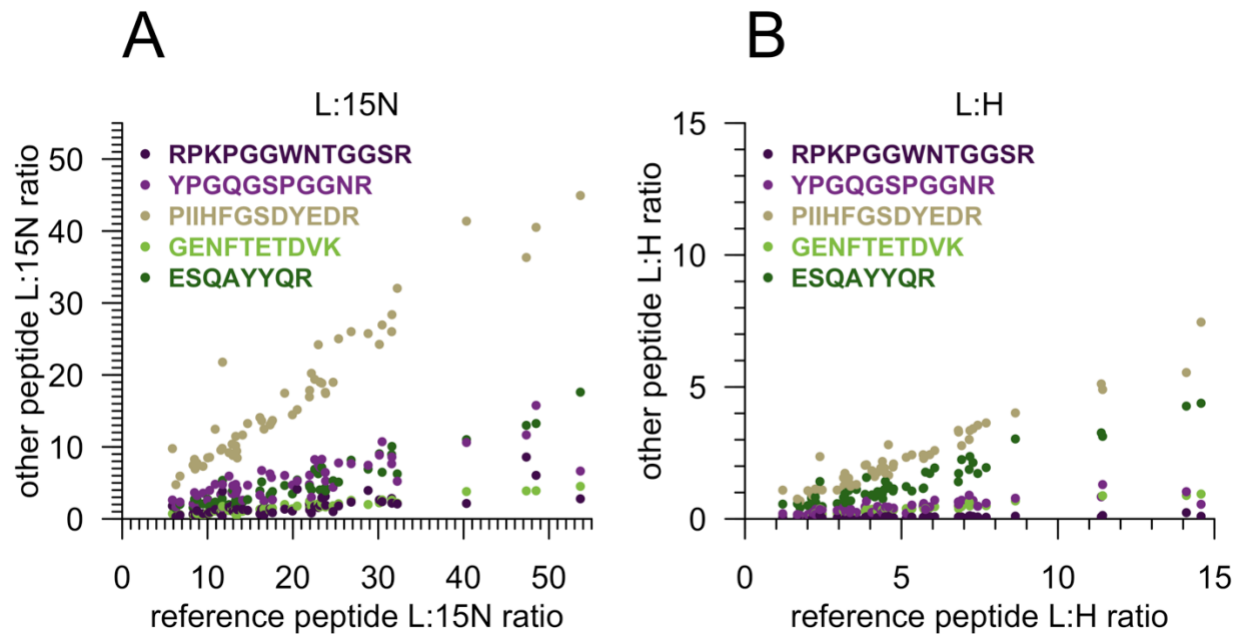 A
L:15N
RPKPGGWNTGGSR
YPGQGSPGGNR
PIIHFGSDYEDR
GENFTETDVK
ESQAYYQR
other peptide L:15N ratio
50
40
30
20
10
0
0 10 20 30 40 50
reference peptide L:15N ratio
B
L:H
RPKPGGWNTGGSR
YPGQGSPGGNR
PIIHFGSDYEDR
GENFTETDVK
ESQAYYQR
other peptide L:H ratio
15
10
5
0
0 5 10 15
reference peptide L:H ratio